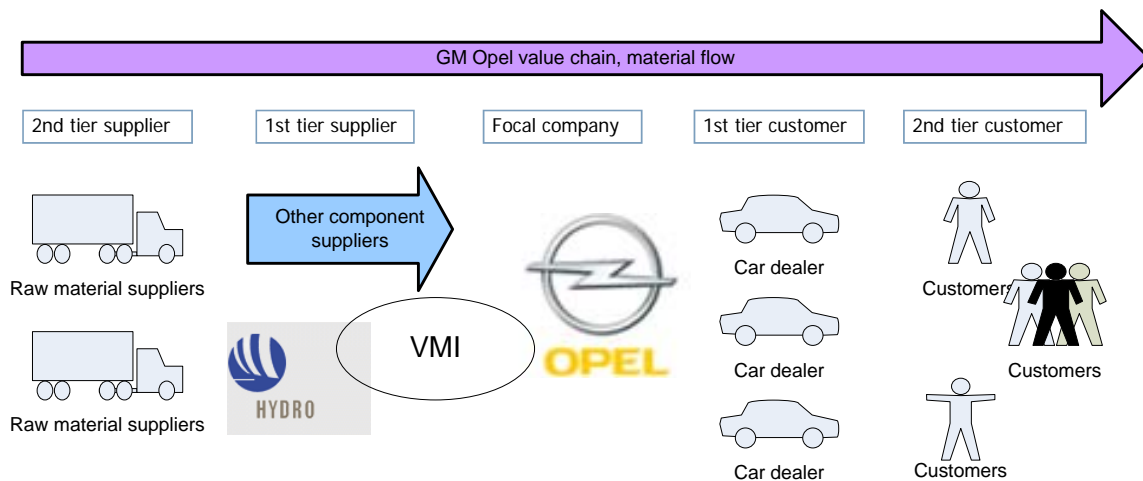 GM Opel value chain, material flow
2nd tier supplier
1st tier supplier
Focal company
1st tier customer
2nd tier customer
Other component
suppliers
Raw material suppliers
Car dealer
Customers
VMI
OPEL
HYDRO
Car dealer
Customers
Raw material suppliers
Car dealer
Customers